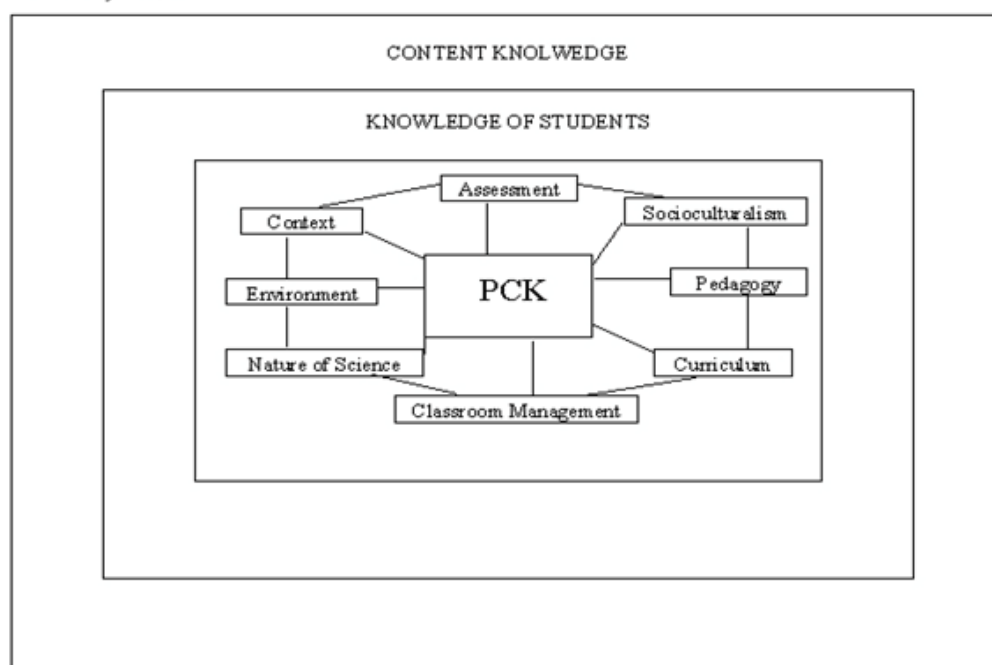 CONTENT KNOLWEDGE
KNOWLEDGE OF STUDENTS
Assessment
Context
Socioculturalism
Environment
PCK
Pedagogy
Nature of Science
Curriculum
Classroom Management